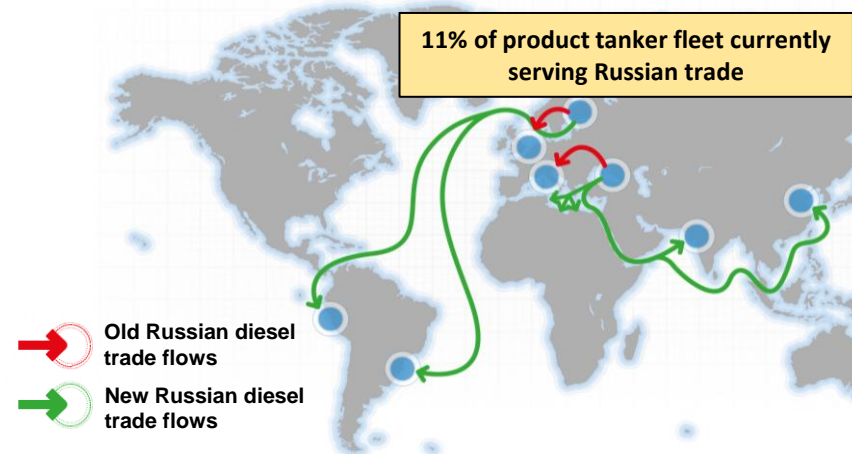 11% of product tanker fleet currently
serving Russian trade
Old Russian diesel
trade flows
New Russian diesel
trade flows